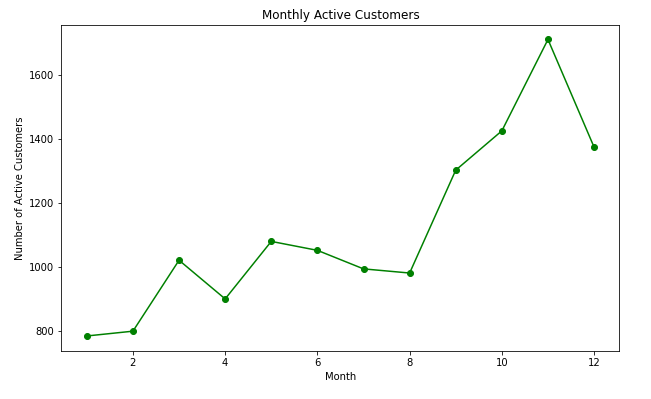 Monthly Active Customers
Number of Active Customers
1600
1400
1200
1000
800
2 4 6 8 10 12
Month